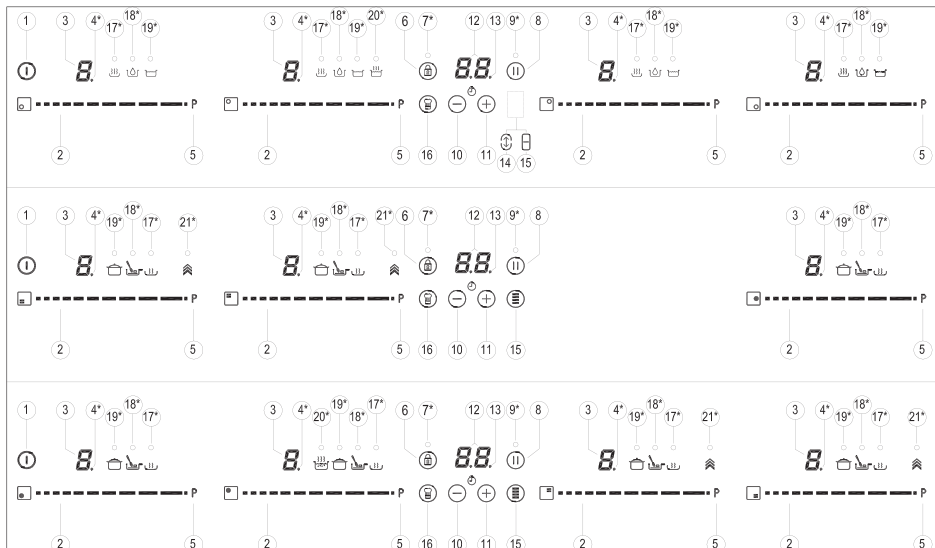 1 3 4* 17* 18* 19* 3 4* 17* 18* 19* 20* 6 7* 12 13 9* 8 3 4* 17* 18* 19* 3 4* 17* 18* 19*
8. 8. 88. 8. 8.
P P P P
2 5 2 5 16 10 11 14 15 2 5 2 5
1 3 4* 19* 18* 17* 21* 3 4* 19* 18* 17* 21* 6 7* 12 13 9* 8 3 4* 19* 18* 17*
8. 8. 88. 8.
P P P
2 5 2 5 16 10 11 15 2 5
1 3 4* 19* 18* 17* 3 4* 20* 19* 18* 17* 6 7* 12 13 9* 8 3 4* 19* 18* 17* 21* 3 4* 19* 18* 17* 21*
8. 8. 88. 8. 8.
P P P P
2 5 2 5 16 10 11 15 2 5 2 5